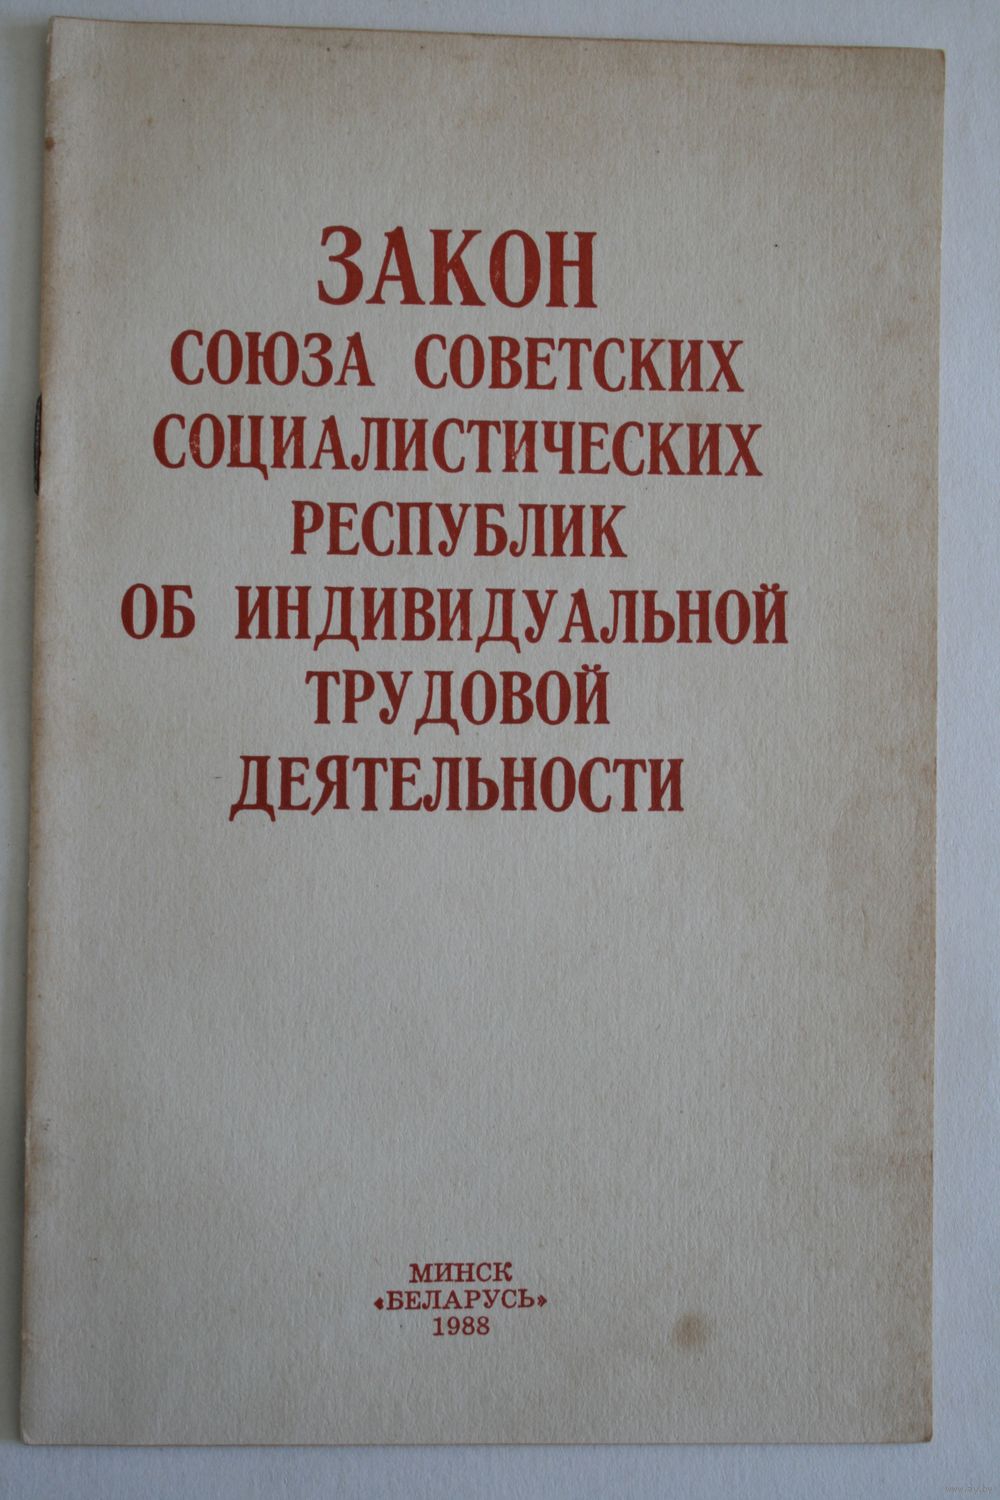 ЗАКОН
СОЮЗА СОВЕТСКИХ
СОЦИАЛИСТИЧЕСКИХ
РЕСПУБЛИК
ОБ ИНДИВИДУАЛЬНОЙ
ТРУДОВОЙ
ДЕЯТЕЛЬНОСТИ
МИНСК
«БЕЛАРУСЬ»
1988